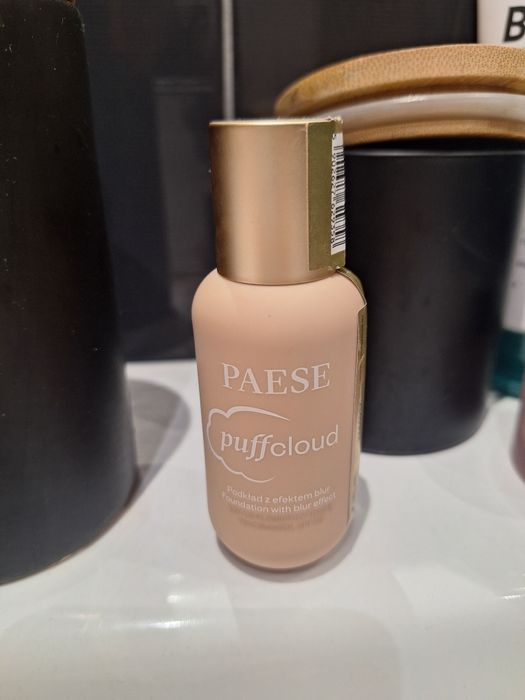 B
PAESE
puffcloud
Podkład z efektem blur
Foundation with blur effect